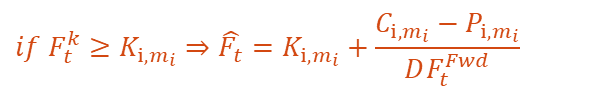 if F_t^k ≥ K_{i,m_i} ⇒ F̂_t = K_{i,m_i} + (C_{i,m_i} − P_{i,m_i}) / DF_t^{Fwd}